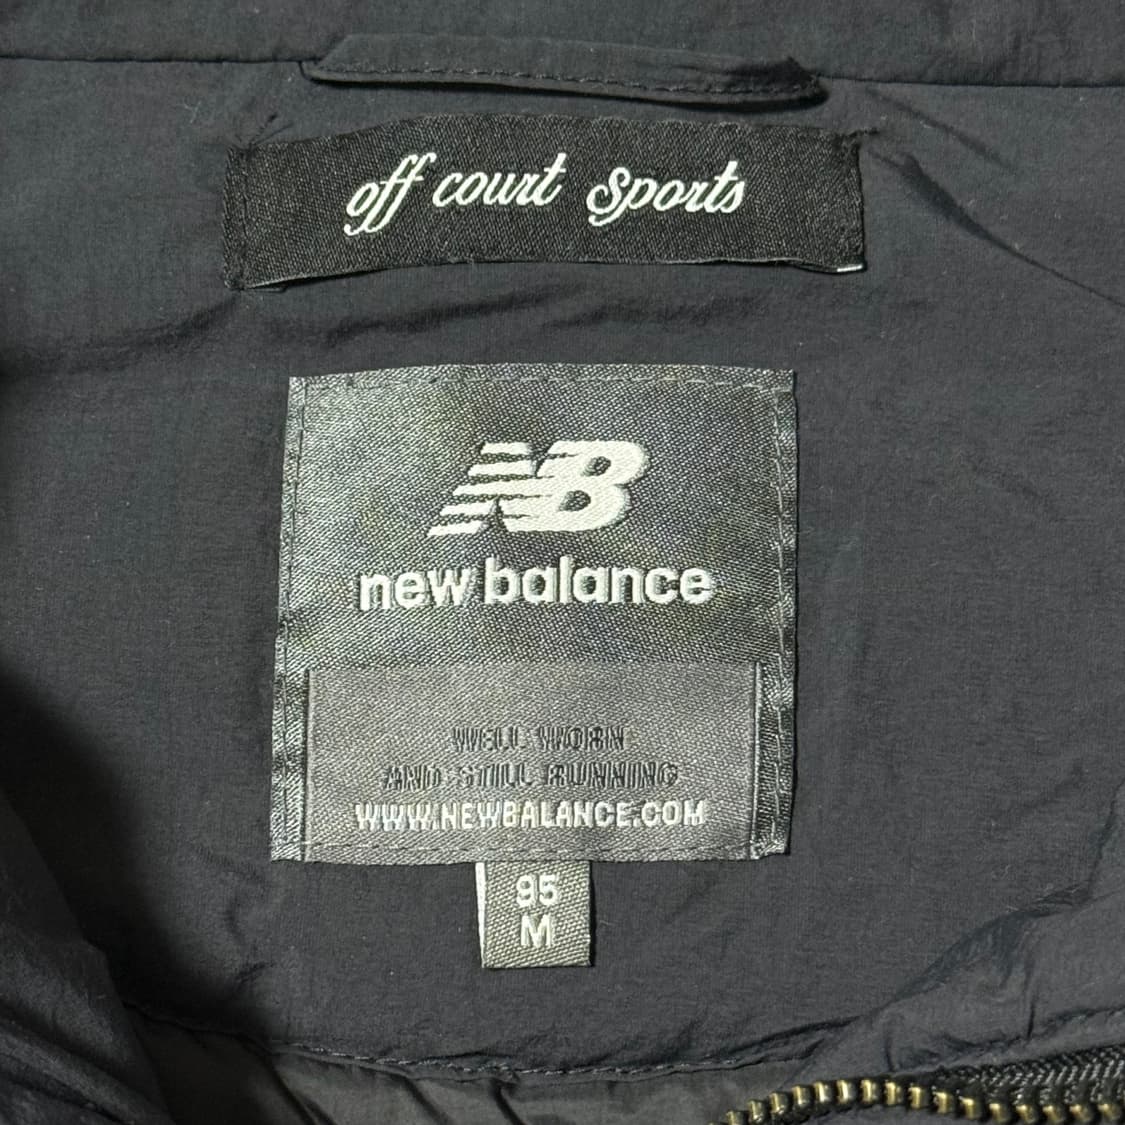 off court sports
NB
new balance
WELL WORN
AND STILL RUNNING
WWW.NEWBALANCE.COM
95
M